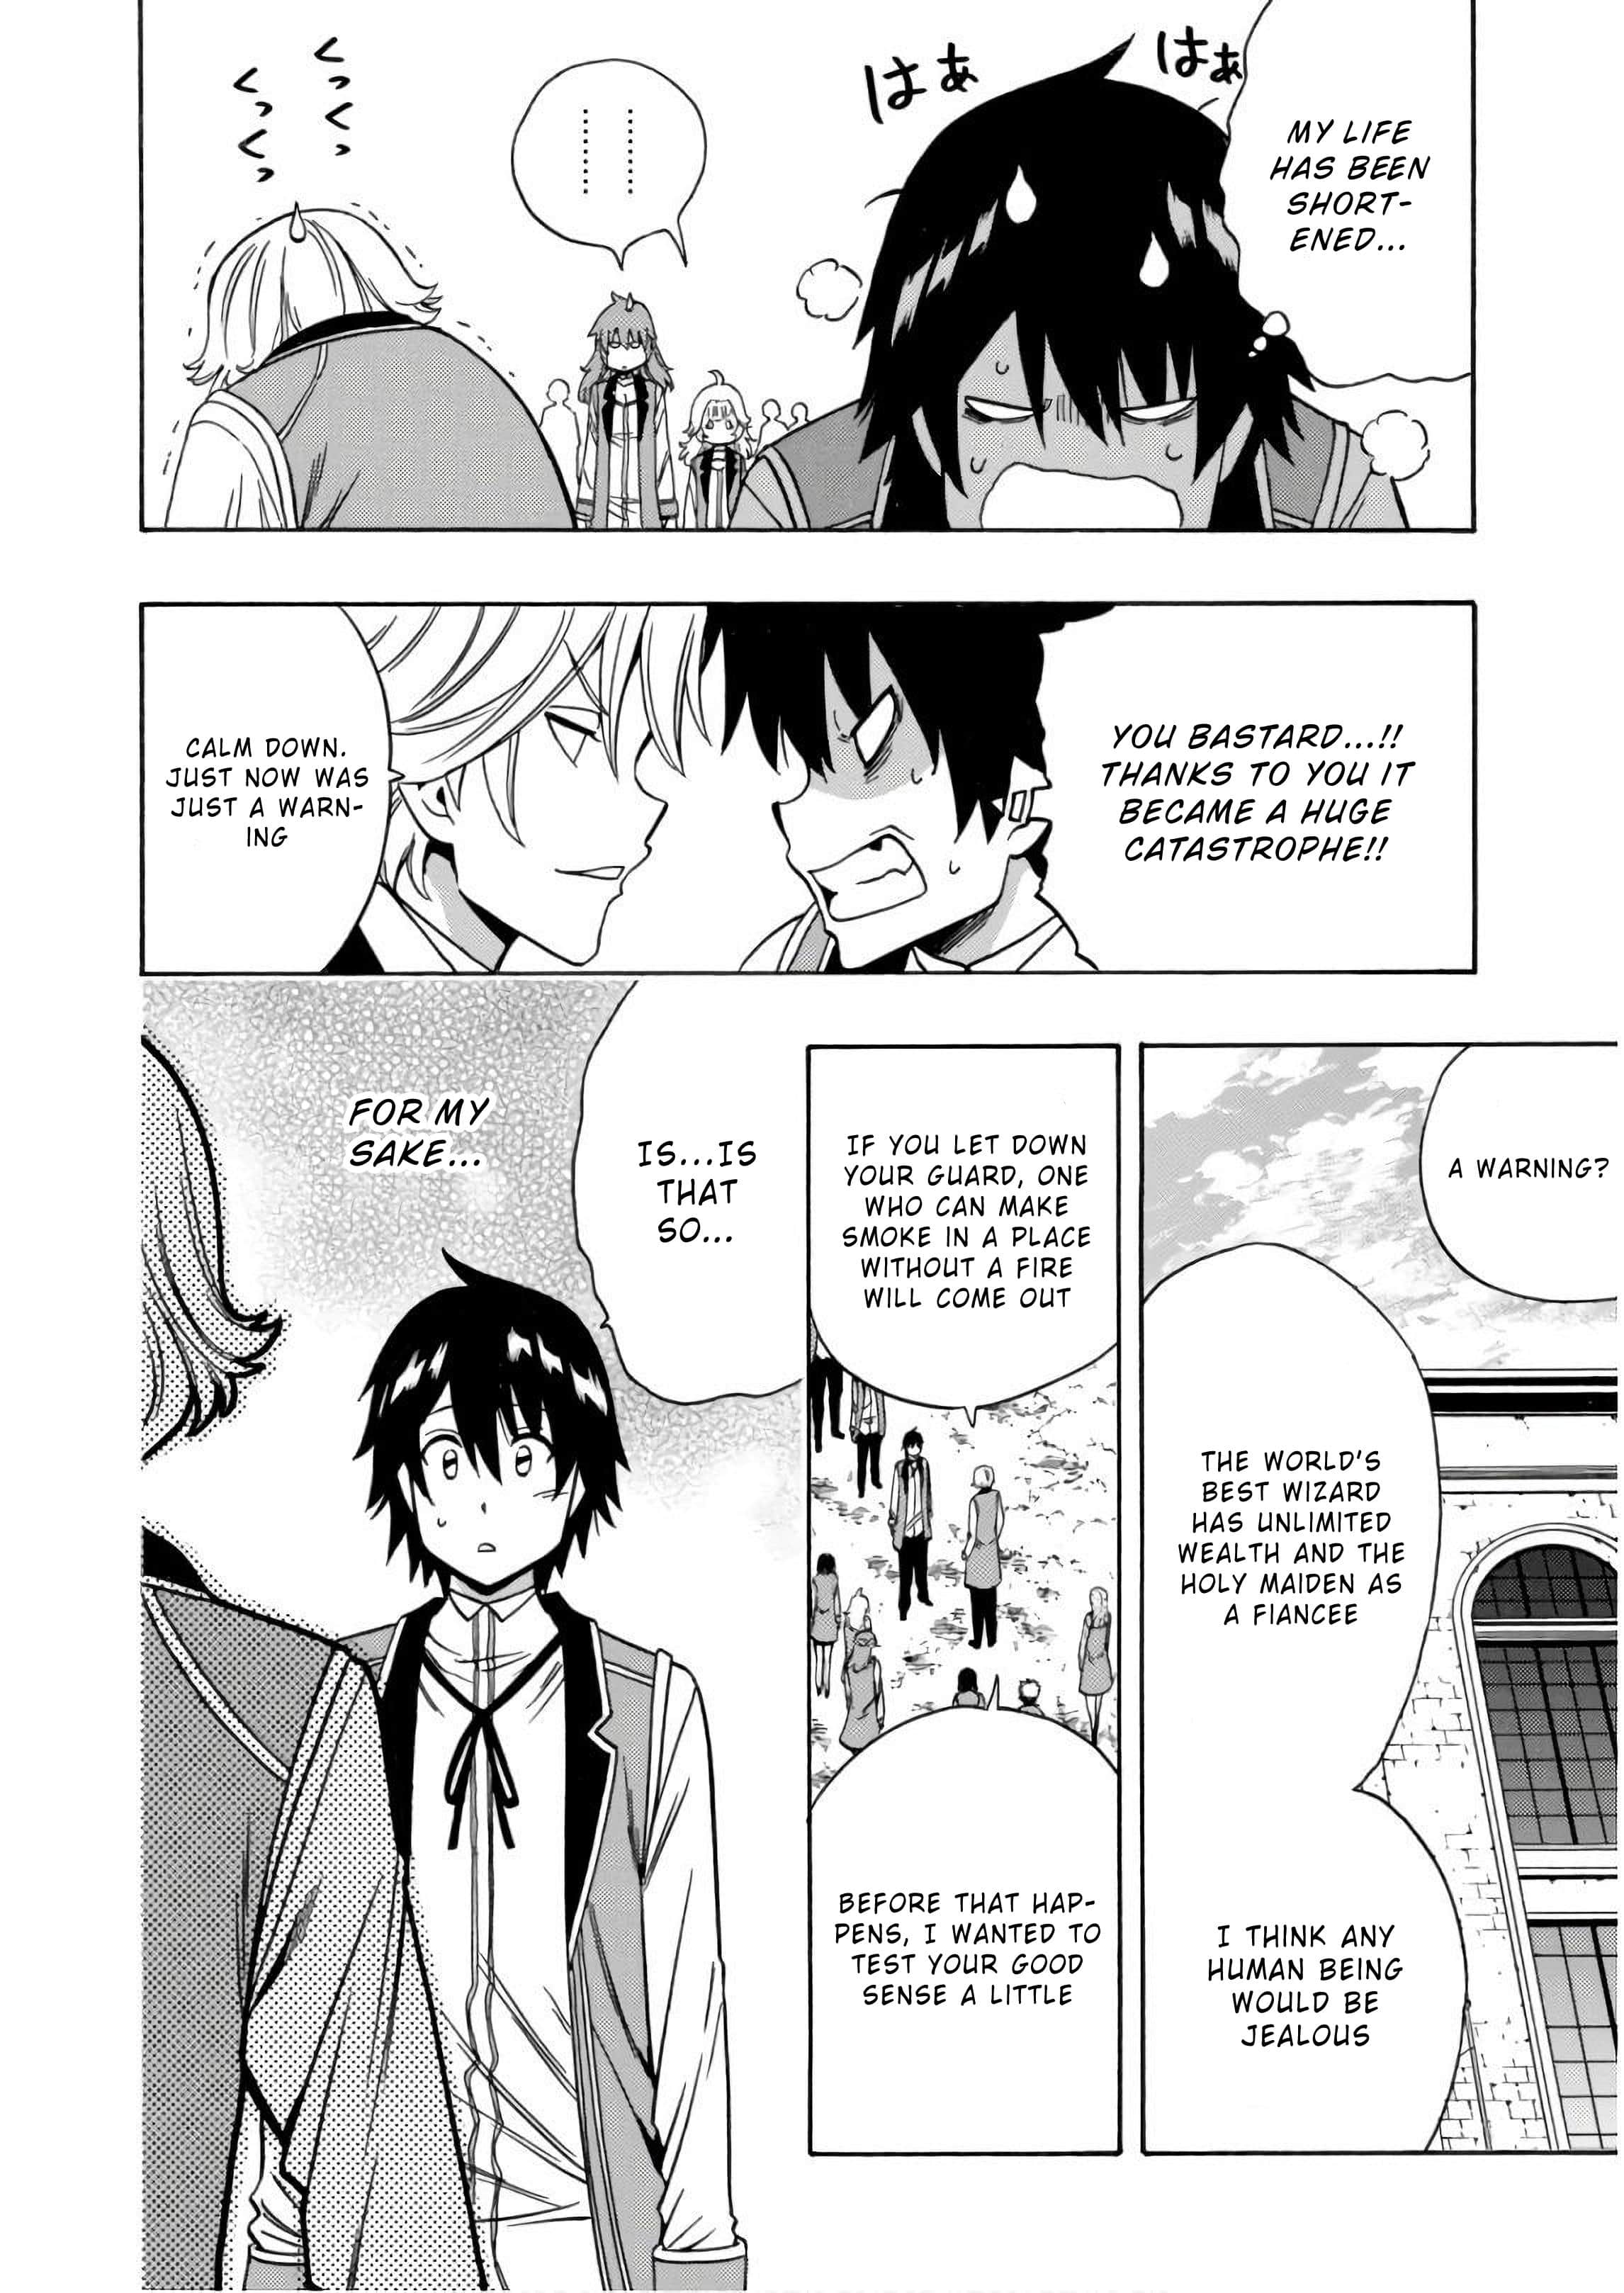 はぁ
はぁ
MY LIFE
HAS BEEN
SHORT-
ENED...
…………
…………
くっくっ
くっくっ
YOU BASTARD...!!
THANKS TO YOU IT
BECAME A HUGE
CATASTROPHE!!
CALM DOWN.
JUST NOW WAS
JUST A WARN-
ING
A WARNING?
THE WORLD'S
BEST WIZARD
HAS UNLIMITED
WEALTH AND THE
HOLY MAIDEN AS
A FIANCEE
I THINK ANY
HUMAN BEING
WOULD BE
JEALOUS
IF YOU LET DOWN
YOUR GUARD, ONE
WHO CAN MAKE
SMOKE IN A PLACE
WITHOUT A FIRE
WILL COME OUT
BEFORE THAT HAP-
PENS, I WANTED TO
TEST YOUR GOOD
SENSE A LITTLE
IS...IS
THAT
SO...
FOR MY
SAKE...